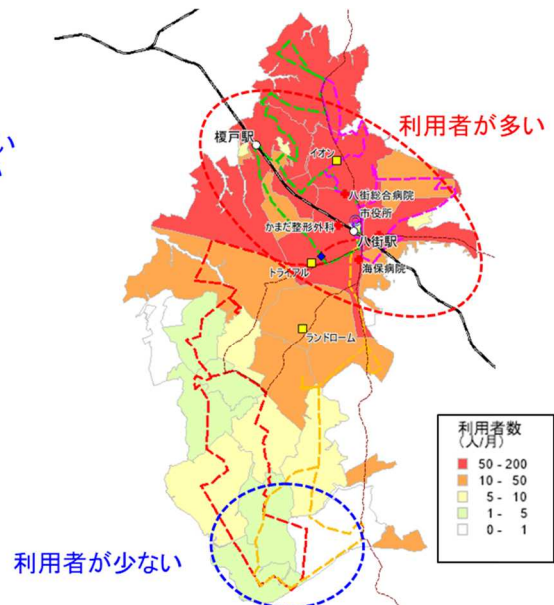 い
利用者が多い
榎戸駅
イオン
八街総合病院
市役所
かまだ整形外科
八街駅
トライアル
海保病院
ランドローム
利用者数
(人/月)
50 - 200
10 - 50
5 - 10
1 - 5
0 - 1
利用者が少ない